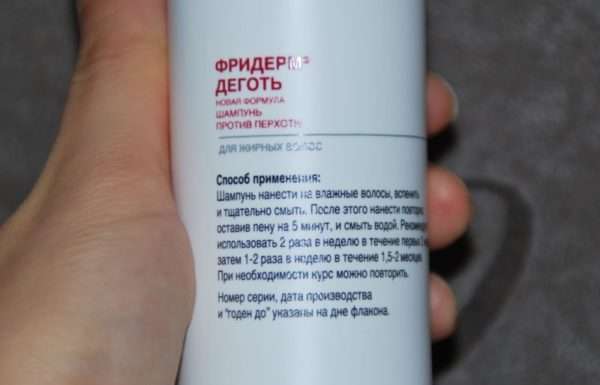 ФРИДЕРМ®
ДЕГОТЬ
НОВАЯ ФОРМУЛА
ШАМПУНЬ
ПРОТИВ ПЕРХОТИ
ДЛЯ ЖИРНЫХ ВОЛОС
Способ применения:
Шампунь нанести на влажные волосы, вспенить
и тщательно смыть. После этого нанести повторно,
оставив пену на 5 минут, и смыть водой.
использовать 2 раза в неделю в течение первых
затем 1-2 раза в неделю в течение 1,5-2 месяцев.
При необходимости курс можно повторить.
Номер серии, дата производства
и "годен до" указаны на дне флакона.